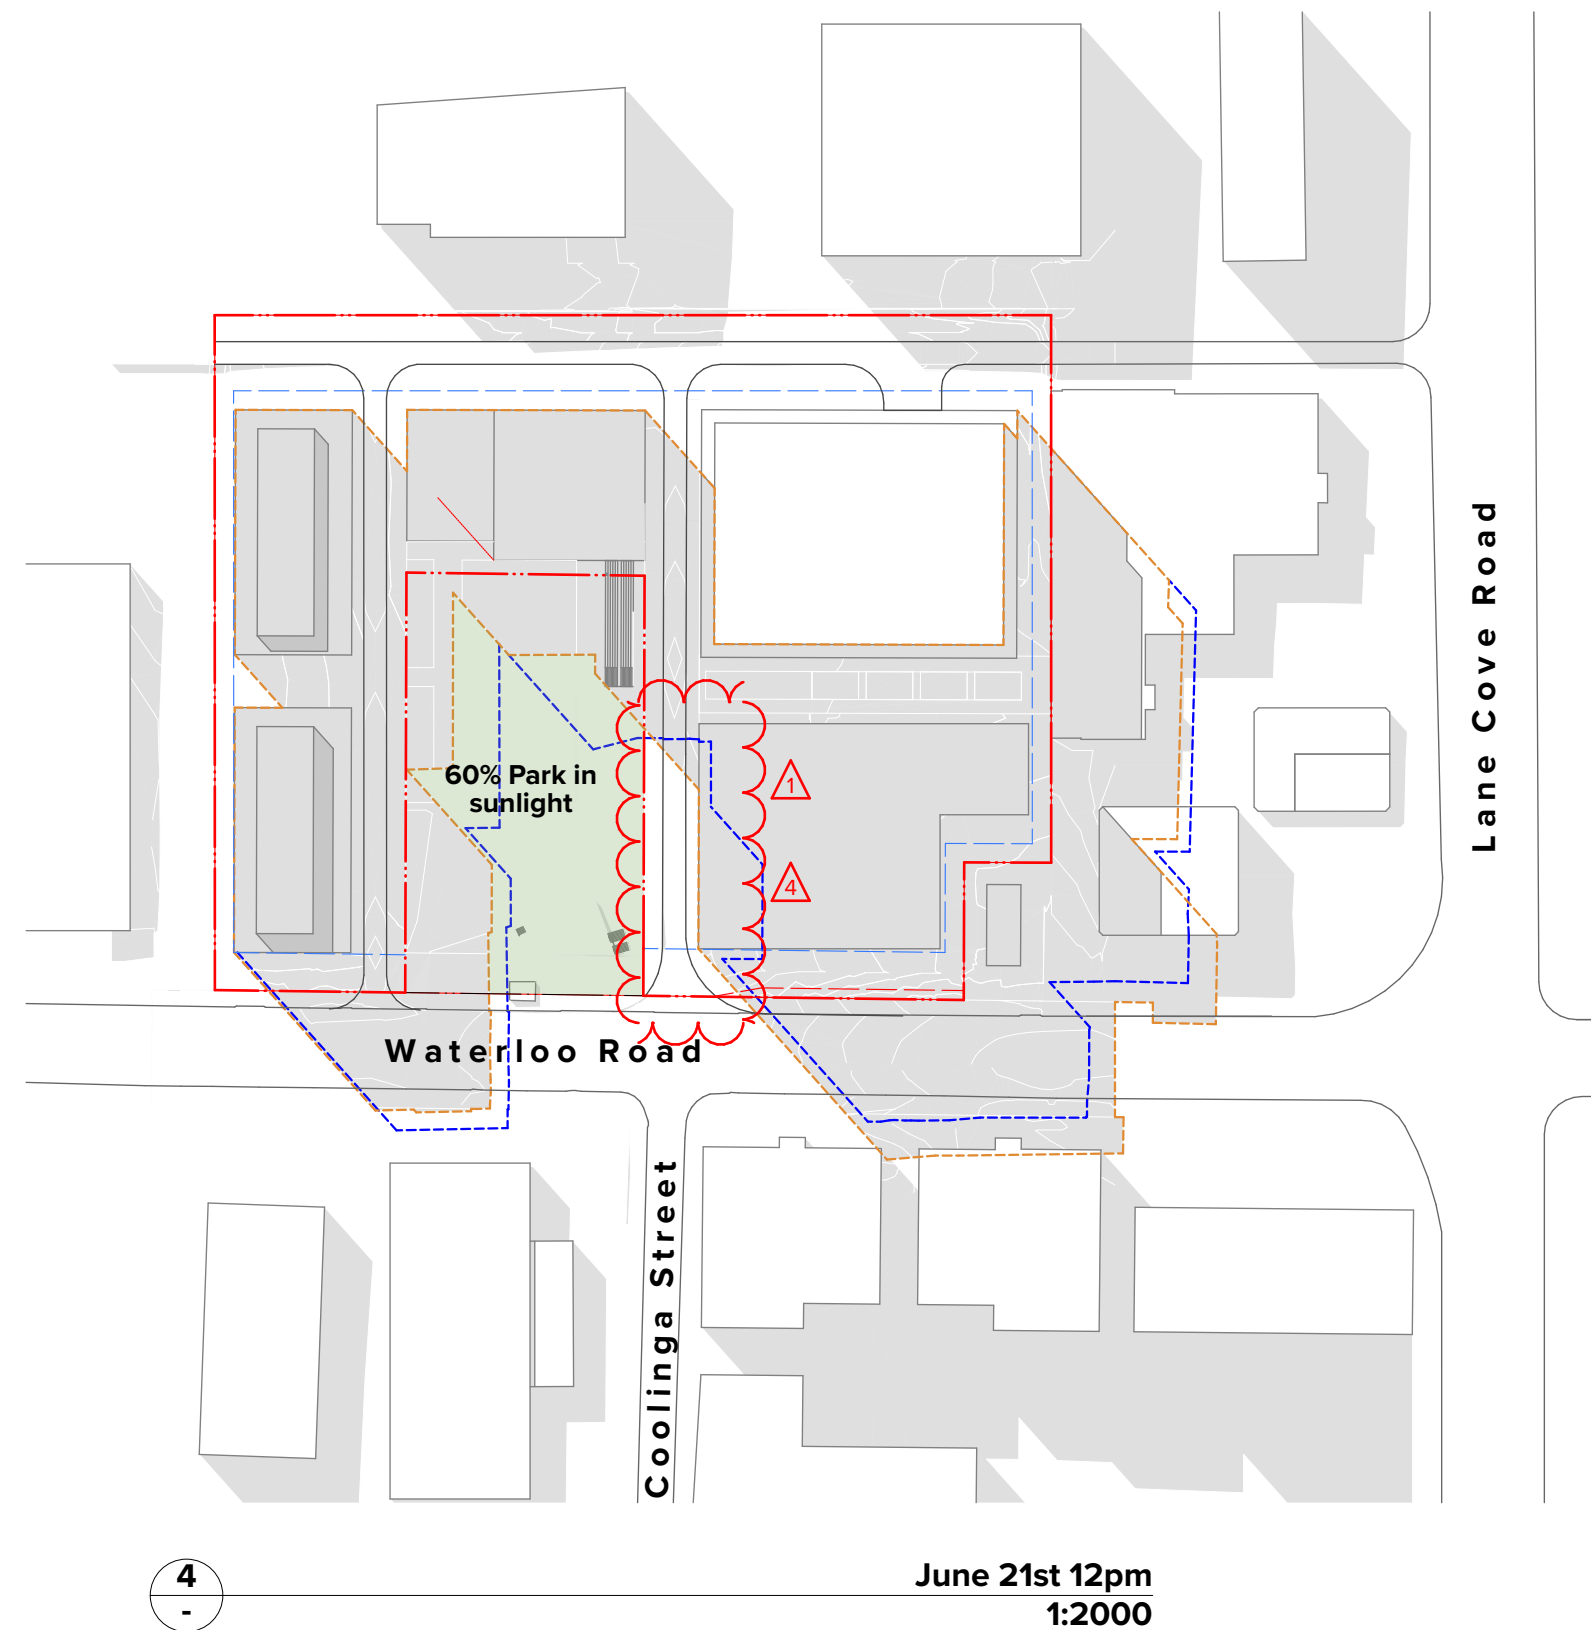 Lane Cove Road
60% Park in
sunlight
1
4
Waterloo Road
Coolinga Street
4
-
June 21st 12pm
1:2000